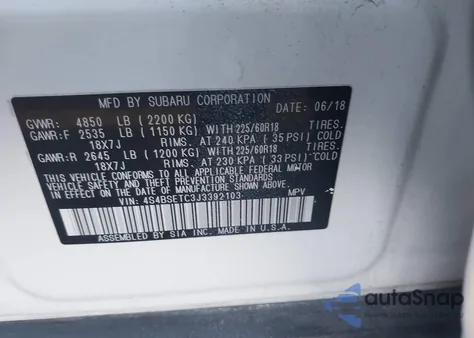 MFD BY SUBARU CORPORATION DATE: 06/18
GVWR: 4850 LB (2200 KG)
GAWR:F 2535 LB (1150 KG) WITH 225/60R18 TIRES.
18X7J RIMS. AT 240 KPA ( 35 PSI) COLD
GAWR:R 2645 LB (1200 KG) WITH 225/60R18 TIRES.
18X7J RIMS. AT 230 KPA ( 33 PSI) COLD
THIS VEHICLE CONFORMS TO ALL APPLICABLE FEDERAL MOTOR
VEHICLE SAFETY, BUMPER, AND THEFT PREVENTION STANDARDS
IN EFFECT ON THE DATE OF MANUFACTURE SHOWN ABOVE.
VIN: 4S4BSETC3J3392103 MPV
ASSEMBLED BY SIA INC. MADE IN U.S.A.
autoSnap